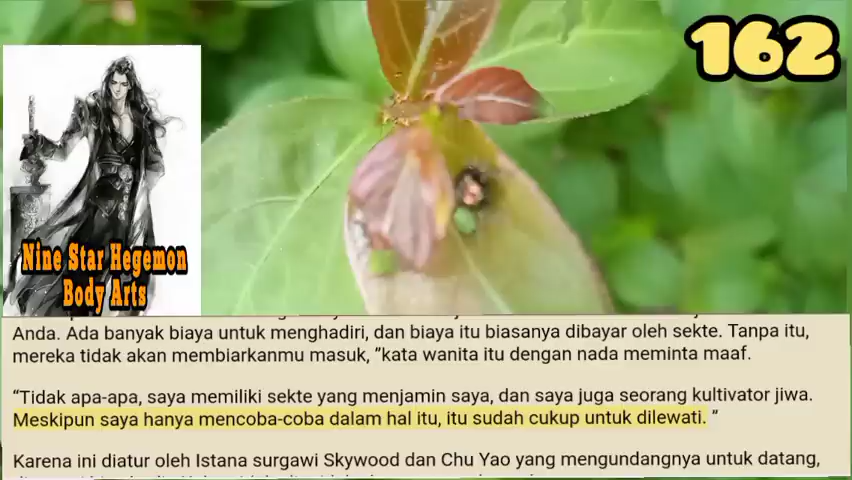 162
Nine Star Hegemon
Body Arts
Anda. Ada banyak biaya untuk menghadiri, dan biaya itu biasanya dibayar oleh sekte. Tanpa itu,
mereka tidak akan membiarkanmu masuk, ”kata wanita itu dengan nada meminta maaf.
“Tidak apa-apa, saya memiliki sekte yang menjamin saya, dan saya juga seorang kultivator jiwa.
Meskipun saya hanya mencoba-coba dalam hal itu, itu sudah cukup untuk dilewati. ”
Karena ini diatur oleh Istana surgawi Skywood dan Chu Yao yang mengundangnya untuk datang,